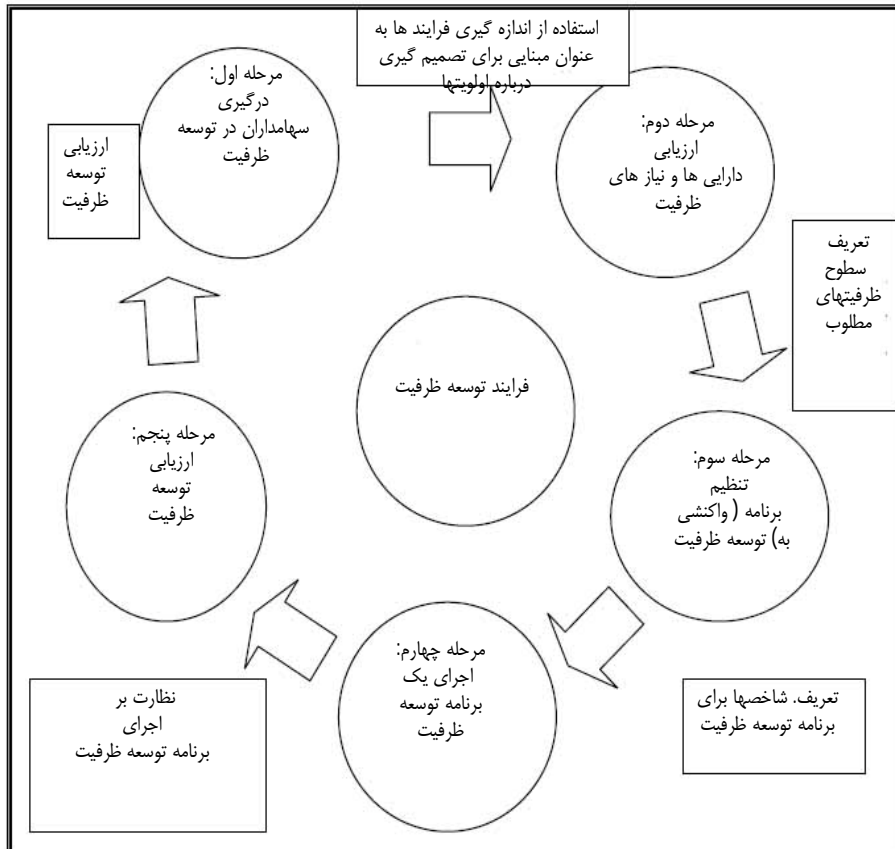 استفاده از اندازه گیری فرایند ها به
عنوان مبنایی برای تصمیم گیری
درباره اولویتها
مرحله اول:
درگیری
سهامداران در توسعه
ظرفیت
ارزیابی
توسعه
ظرفیت
مرحله دوم:
ارزیابی
دارایی ها و نیاز های
ظرفیت
تعریف
سطوح
ظرفیتهای
مطلوب
فرایند توسعه ظرفیت
مرحله سوم:
تنظیم
برنامه ( واکنشی
به) توسعه ظرفیت
تعریف. شاخصها برای
برنامه توسعه ظرفیت
مرحله چهارم:
اجرای یک
برنامه توسعه
ظرفیت
نظارت بر
اجرای
برنامه توسعه ظرفیت
مرحله پنجم:
ارزیابی
توسعه
ظرفیت